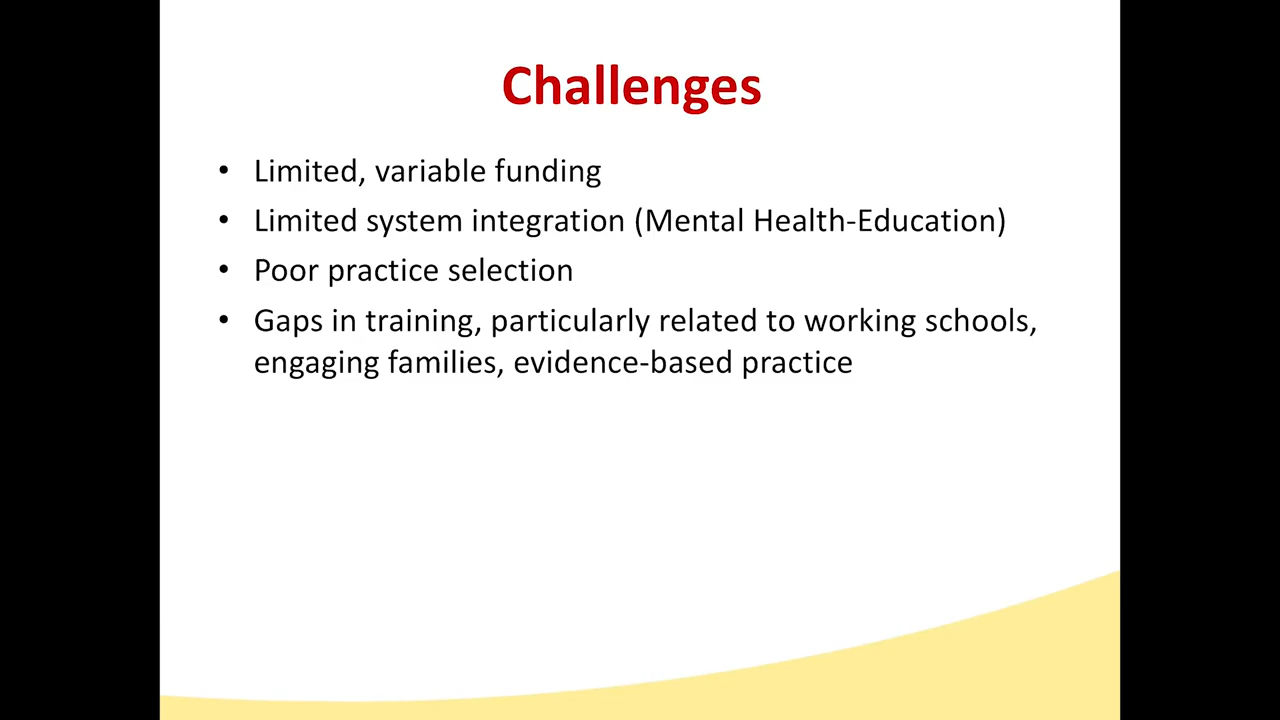 Challenges
• Limited, variable funding
• Limited system integration (Mental Health-Education)
• Poor practice selection
• Gaps in training, particularly related to working schools,
engaging families, evidence-based practice